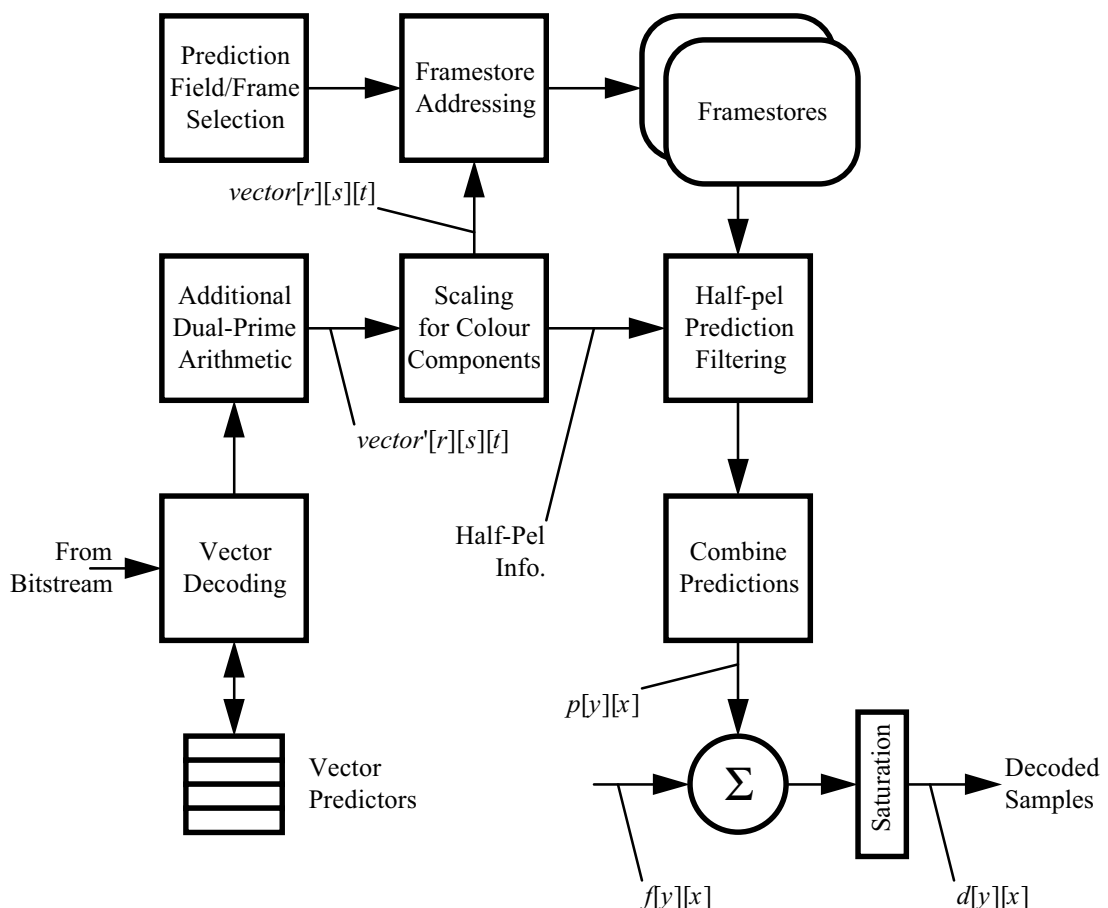 Prediction
Field/Frame
Selection
Framestore
Addressing
Framestores
vector[r][s][t]
Additional
Dual-Prime
Arithmetic
Scaling
for Colour
Components
Half-pel
Prediction
Filtering
vector'[r][s][t]
From
Bitstream
Vector
Decoding
Half-Pel
Info.
Combine
Predictions
p[y][x]
Vector
Predictors
Σ
Saturation
Decoded
Samples
f[y][x]
d[y][x]